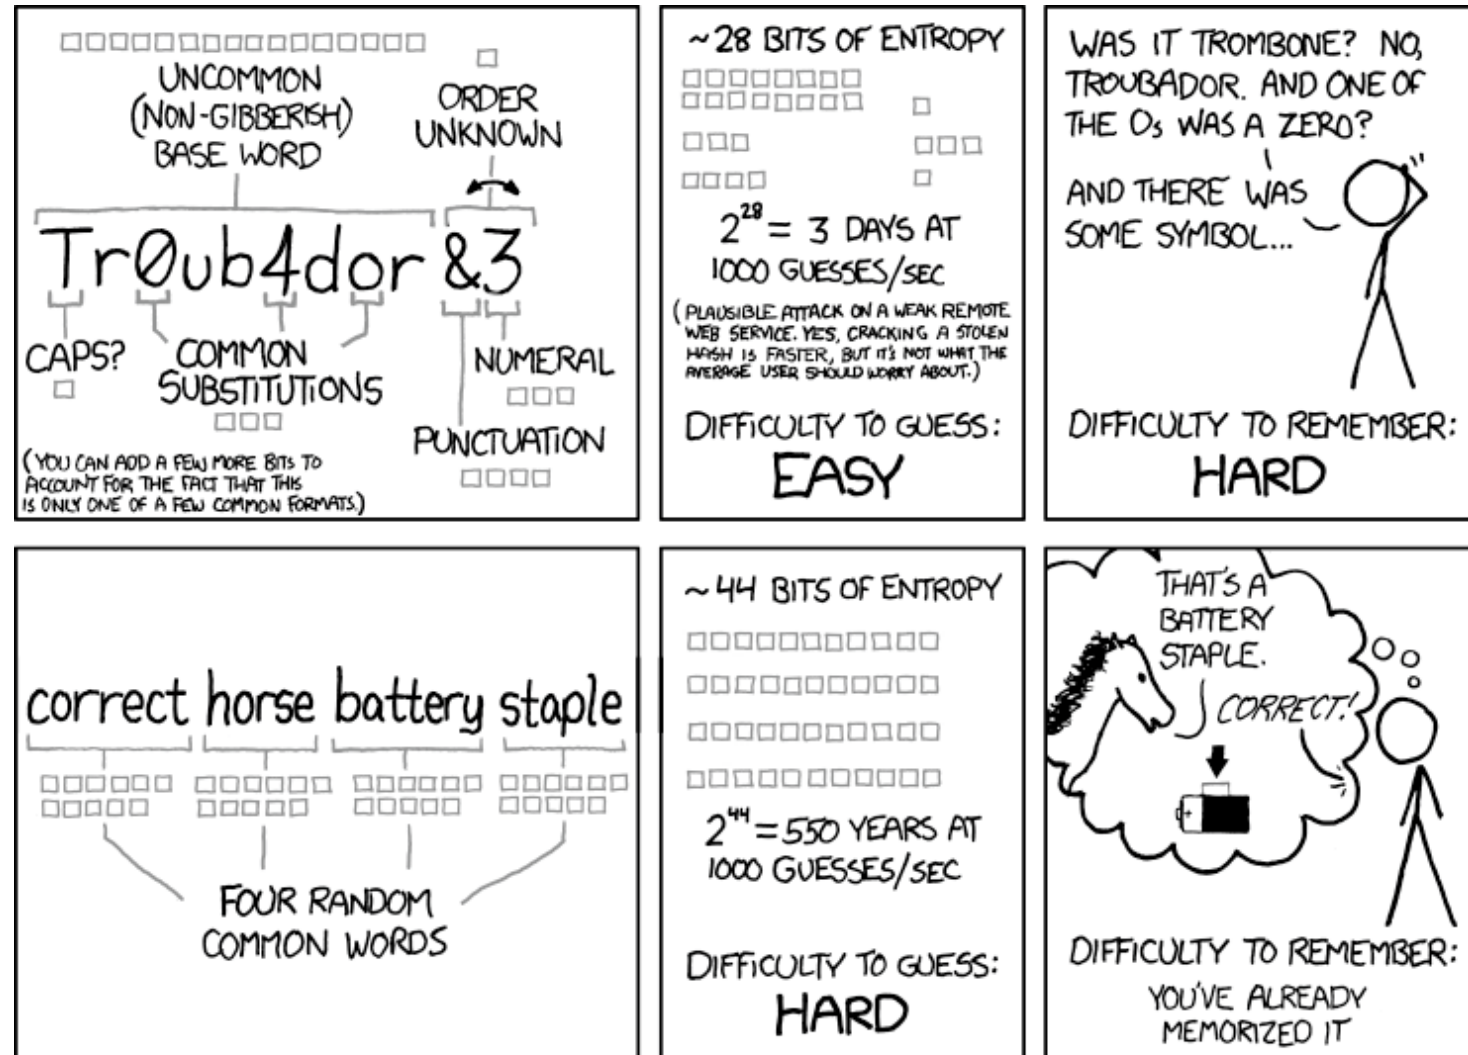 UNCOMMON
(NON-GIBBERISH)
BASE WORD
ORDER
UNKNOWN
Tr0ub4dor &3
CAPS?
COMMON
SUBSTITUTIONS
NUMERAL
PUNCTUATION
(YOU CAN ADD A FEW MORE BITS TO
ACCOUNT FOR THE FACT THAT THIS
IS ONLY ONE OF A FEW COMMON FORMATS.)
~28 BITS OF ENTROPY
2^28 = 3 DAYS AT
1000 GUESSES/SEC
(PLAUSIBLE ATTACK ON A WEAK REMOTE
WEB SERVICE. YES, CRACKING A STOLEN
HASH IS FASTER, BUT IT'S NOT WHAT THE
AVERAGE USER SHOULD WORRY ABOUT.)
DIFFICULTY TO GUESS:
EASY
WAS IT TROMBONE? NO,
TROUBADOR. AND ONE OF
THE Os WAS A ZERO?
AND THERE WAS
SOME SYMBOL...
DIFFICULTY TO REMEMBER:
HARD
correct horse battery staple
FOUR RANDOM
COMMON WORDS
~44 BITS OF ENTROPY
2^44 = 550 YEARS AT
1000 GUESSES/SEC
DIFFICULTY TO GUESS:
HARD
THAT'S A
BATTERY
STAPLE.
CORRECT!
+
DIFFICULTY TO REMEMBER:
YOU'VE ALREADY
MEMORIZED IT